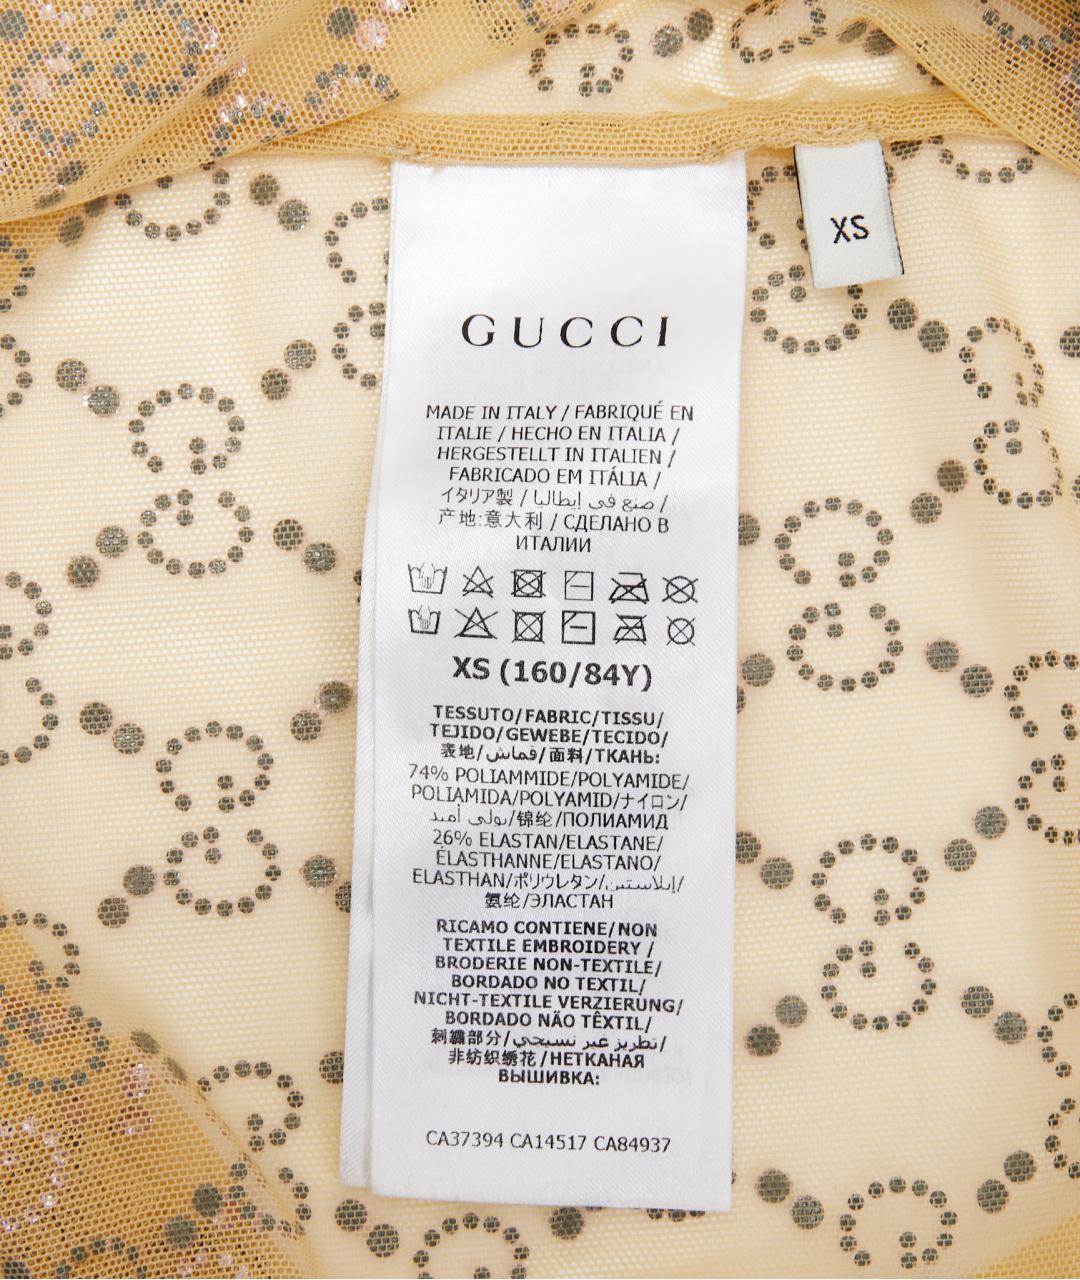 XS
GUCCI
MADE IN ITALY / FABRIQUÉ EN
ITALIE / HECHO EN ITALIA /
HERGESTELLT IN ITALIEN /
FABRICADO EM ITÁLIA /
イタリア製 / صنع في إيطاليا /
产地:意大利 / СДЕЛАНО В
ИТАЛИИ
XS (160/84Y)
TESSUTO/FABRIC/TISSU/
TEJIDO/GEWEBE/TECIDO/
表地/قماش/面料/ТКАНЬ:
74% POLIAMMIDE/POLYAMIDE/
POLIAMIDA/POLYAMID/ナイロン/
بولي أميد/锦纶/ПОЛИАМИД
26% ELASTAN/ELASTANE/
ÉLASTHANNE/ELASTANO/
ELASTHAN/ポリウレタン/إيلاستين/
氨纶/ЭЛАСТАН
RICAMO CONTIENE/NON
TEXTILE EMBROIDERY /
BRODERIE NON-TEXTILE/
BORDADO NO TEXTIL/
NICHT-TEXTILE VERZIERUNG/
BORDADO NÃO TÊXTIL/
刺繍部分/تطريز غير نسيجي/
非纺织绣花/НЕТКАНАЯ
ВЫШИВКА:
CA37394 CA14517 CA84937